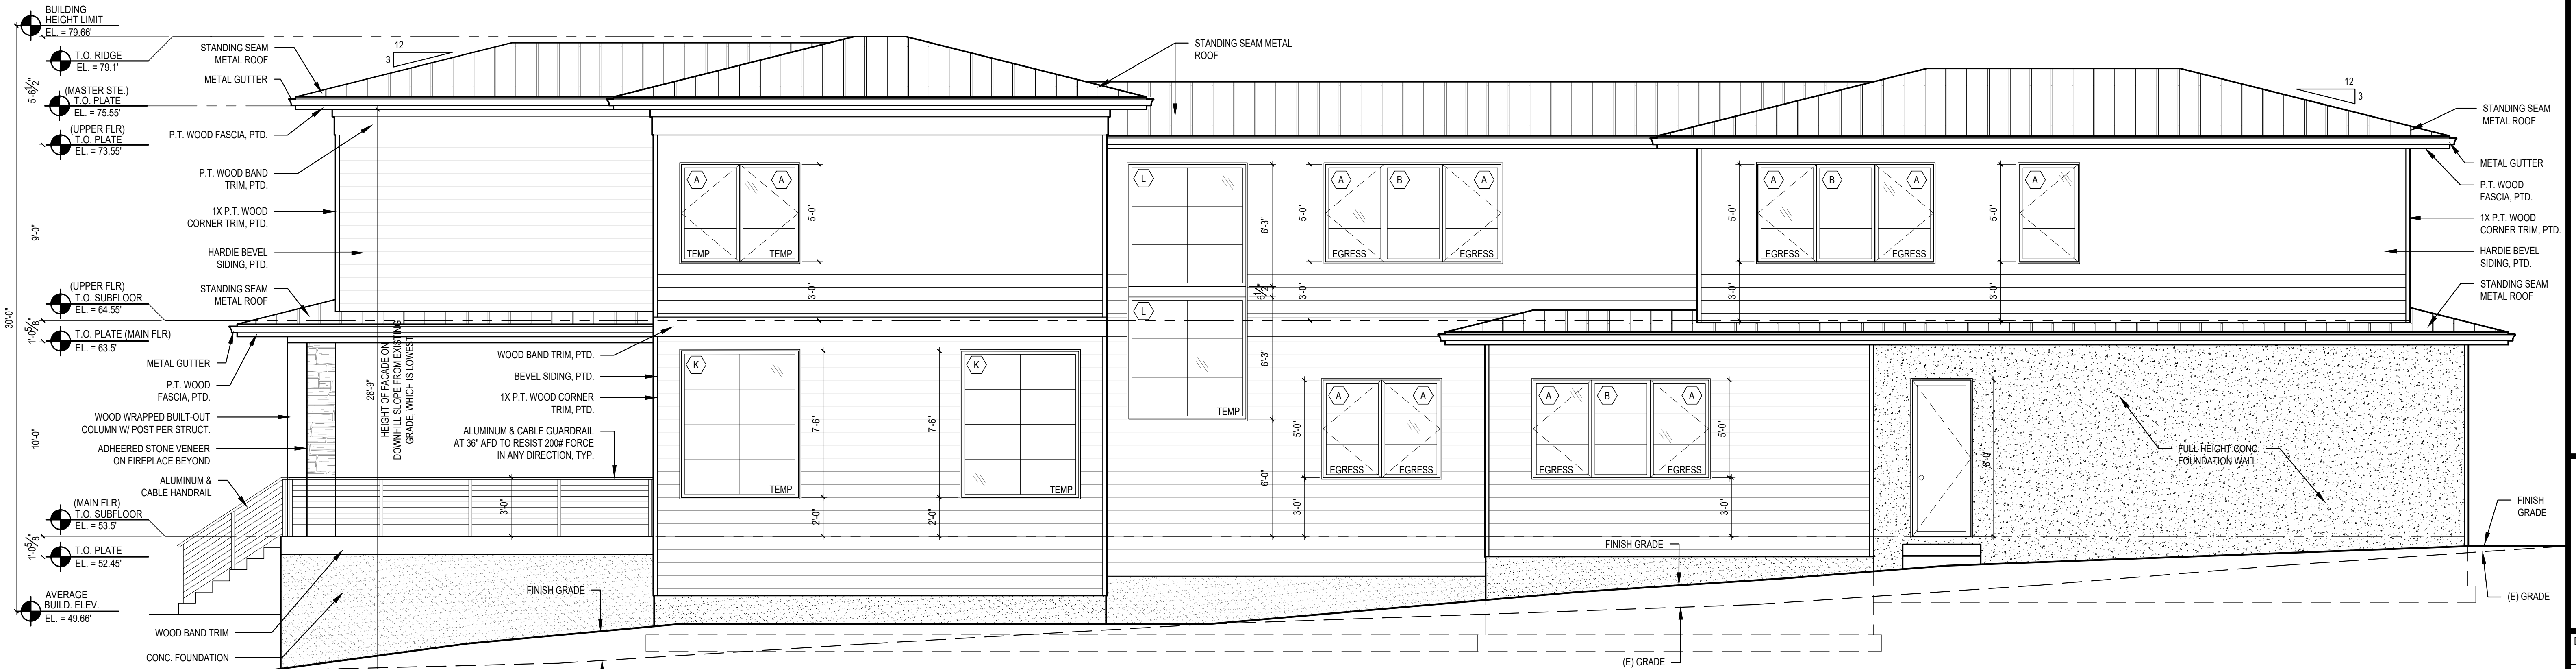 BUILDING
HEIGHT LIMIT
EL. = 79.66'
T.O. RIDGE
EL. = 79.1'
(MASTER STE.)
T.O. PLATE
EL. = 75.55'
(UPPER FLR)
T.O. PLATE
EL. = 73.55'
(UPPER FLR)
T.O. SUBFLOOR
EL. = 64.55'
T.O. PLATE (MAIN FLR)
EL. = 63.5'
(MAIN FLR)
T.O. SUBFLOOR
EL. = 53.5'
T.O. PLATE
EL. = 52.45'
AVERAGE
BUILD. ELEV.
EL. = 49.66'
30'-0"
5'-6 1/2"
9'-0"
1'-0 5/8"
10'-0"
1'-0 5/8"
STANDING SEAM
METAL ROOF
METAL GUTTER
P.T. WOOD FASCIA, PTD.
P.T. WOOD BAND
TRIM, PTD.
1X P.T. WOOD
CORNER TRIM, PTD.
HARDIE BEVEL
SIDING, PTD.
STANDING SEAM
METAL ROOF
METAL GUTTER
P.T. WOOD
FASCIA, PTD.
WOOD WRAPPED BUILT-OUT
COLUMN W/ POST PER STRUCT.
ADHEERED STONE VENEER
ON FIREPLACE BEYOND
ALUMINUM &
CABLE HANDRAIL
WOOD BAND TRIM
CONC. FOUNDATION
12
3
28'-9"
HEIGHT OF FACADE ON
DOWNHILL SLOPE FROM EXISTING
GRADE, WHICH IS LOWEST
WOOD BAND TRIM, PTD.
BEVEL SIDING, PTD.
1X P.T. WOOD CORNER
TRIM, PTD.
ALUMINUM & CABLE GUARDRAIL
AT 36" AFD TO RESIST 200# FORCE
IN ANY DIRECTION, TYP.
3'-0"
FINISH GRADE
A
A
TEMP
TEMP
5'-0"
3'-0"
K
TEMP
7'-6"
2'-0"
K
TEMP
7'-6"
2'-0"
STANDING SEAM METAL
ROOF
L
L
TEMP
6'-3"
6 1/2"
6'-3"
6'-0"
A
B
A
EGRESS
EGRESS
5'-0"
3'-0"
A
A
EGRESS
EGRESS
5'-0"
3'-0"
A
B
A
EGRESS
EGRESS
5'-0"
3'-0"
A
B
A
EGRESS
EGRESS
5'-0"
3'-0"
A
5'-0"
3'-0"
FINISH GRADE
(E) GRADE
FULL HEIGHT CONC.
FOUNDATION WALL
12
3
STANDING SEAM
METAL ROOF
METAL GUTTER
P.T. WOOD
FASCIA, PTD.
1X P.T. WOOD
CORNER TRIM, PTD.
HARDIE BEVEL
SIDING, PTD.
STANDING SEAM
METAL ROOF
FINISH
GRADE
(E) GRADE